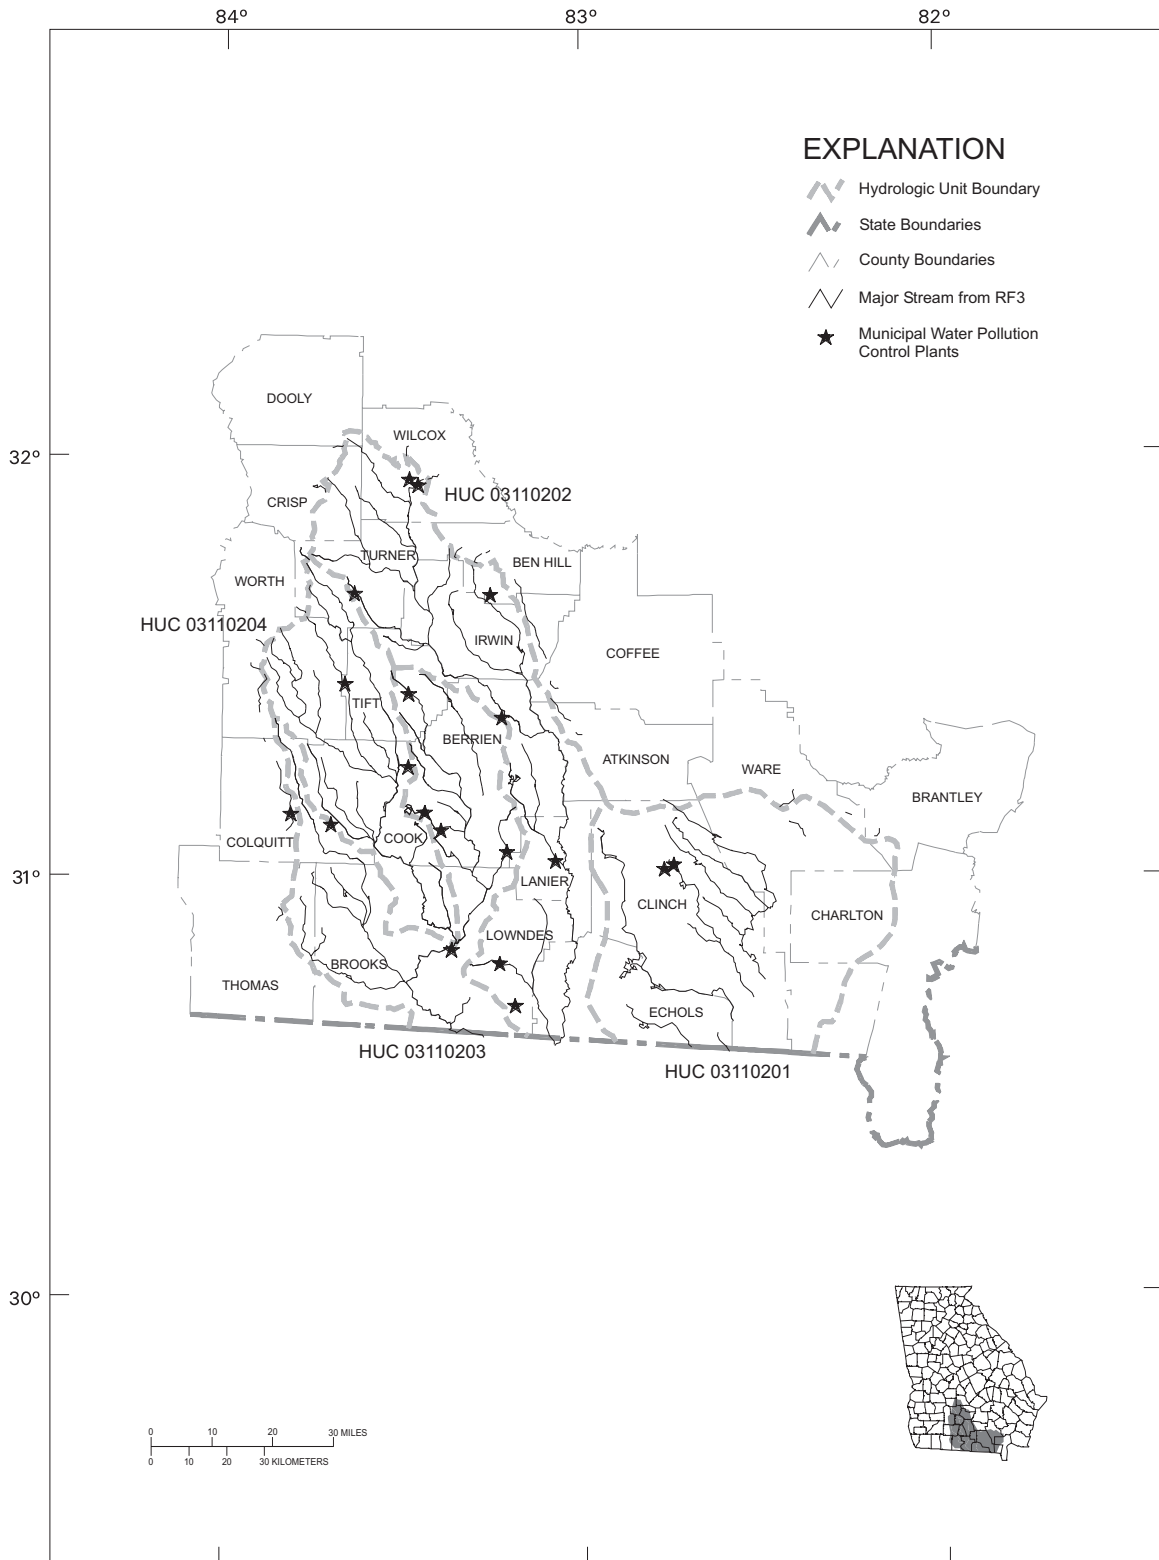 84º
83º
82º
EXPLANATION
Hydrologic Unit Boundary
State Boundaries
County Boundaries
Major Stream from RF3
Municipal Water Pollution
Control Plants
DOOLY
WILCOX
32º
HUC 03110202
CRISP
TURNER
BEN HILL
WORTH
HUC 03110204
IRWIN
COFFEE
TIFT
BERRIEN
ATKINSON
WARE
BRANTLEY
COLQUITT
COOK
31º
LANIER
CLINCH
CHARLTON
LOWNDES
BROOKS
THOMAS
ECHOLS
HUC 03110203
HUC 03110201
30º
0 10 20 30 MILES
0 10 20 30 KILOMETERS